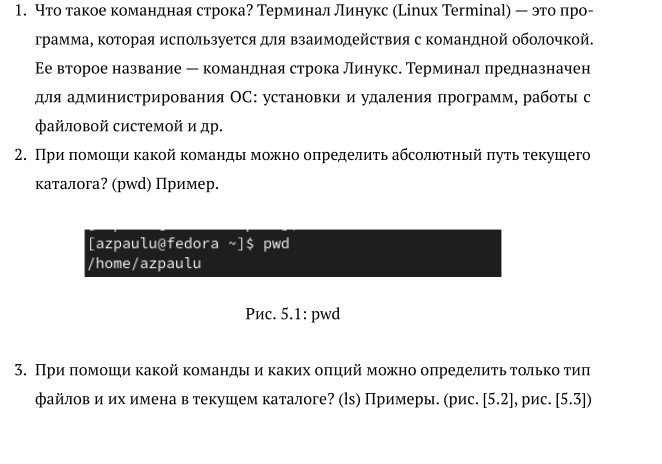 1. Что такое командная строка? Терминал Линукс (Linux Terminal) — это про-
грамма, которая используется для взаимодействия с командной оболочкой.
Ее второе название — командная строка Линукс. Терминал предназначен
для администрирования ОС: установки и удаления программ, работы с
файловой системой и др.
2. При помощи какой команды можно определить абсолютный путь текущего
каталога? (pwd) Пример.
[azpaulu@fedora ~]$ pwd
/home/azpaulu
Рис. 5.1: pwd
3. При помощи какой команды и каких опций можно определить только тип
файлов и их имена в текущем каталоге? (ls) Примеры. (рис. [5.2], рис. [5.3])